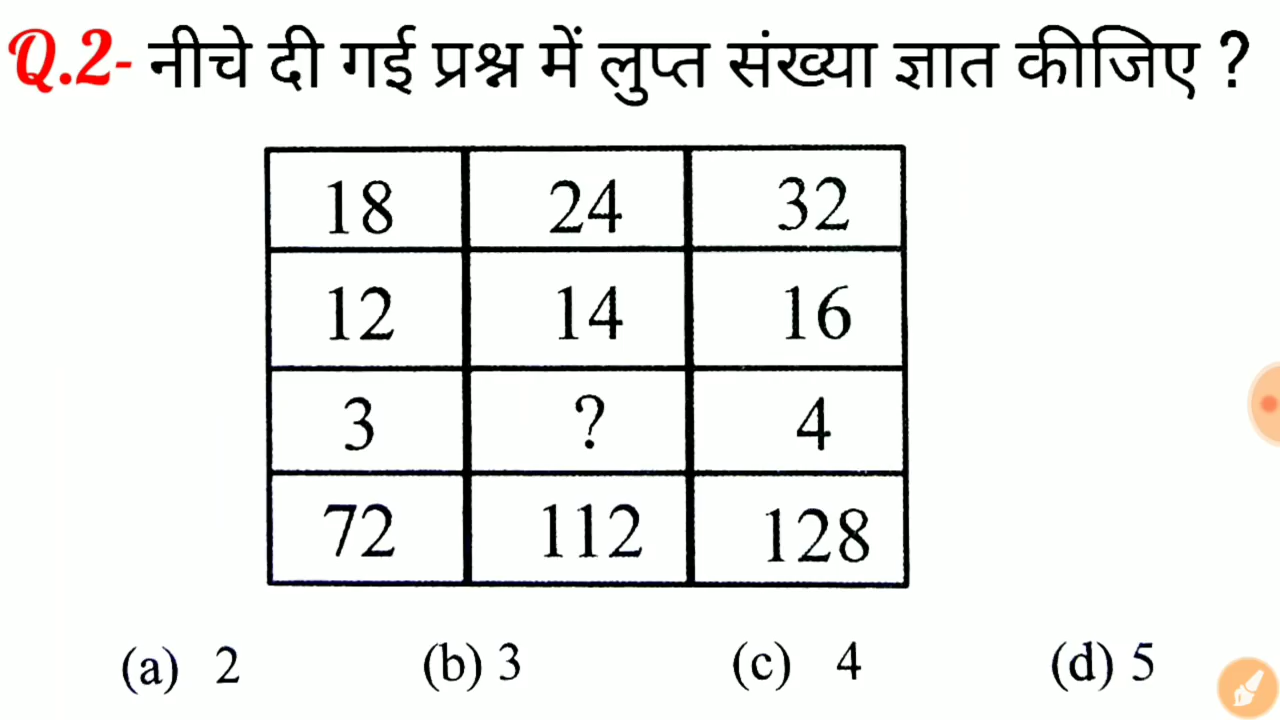 Q.2- नीचे दी गई प्रश्न में लुप्त संख्या ज्ञात कीजिए ?
18 24 32
12 14 16
3 ? 4
72 112 128
(a) 2 (b) 3 (c) 4 (d) 5